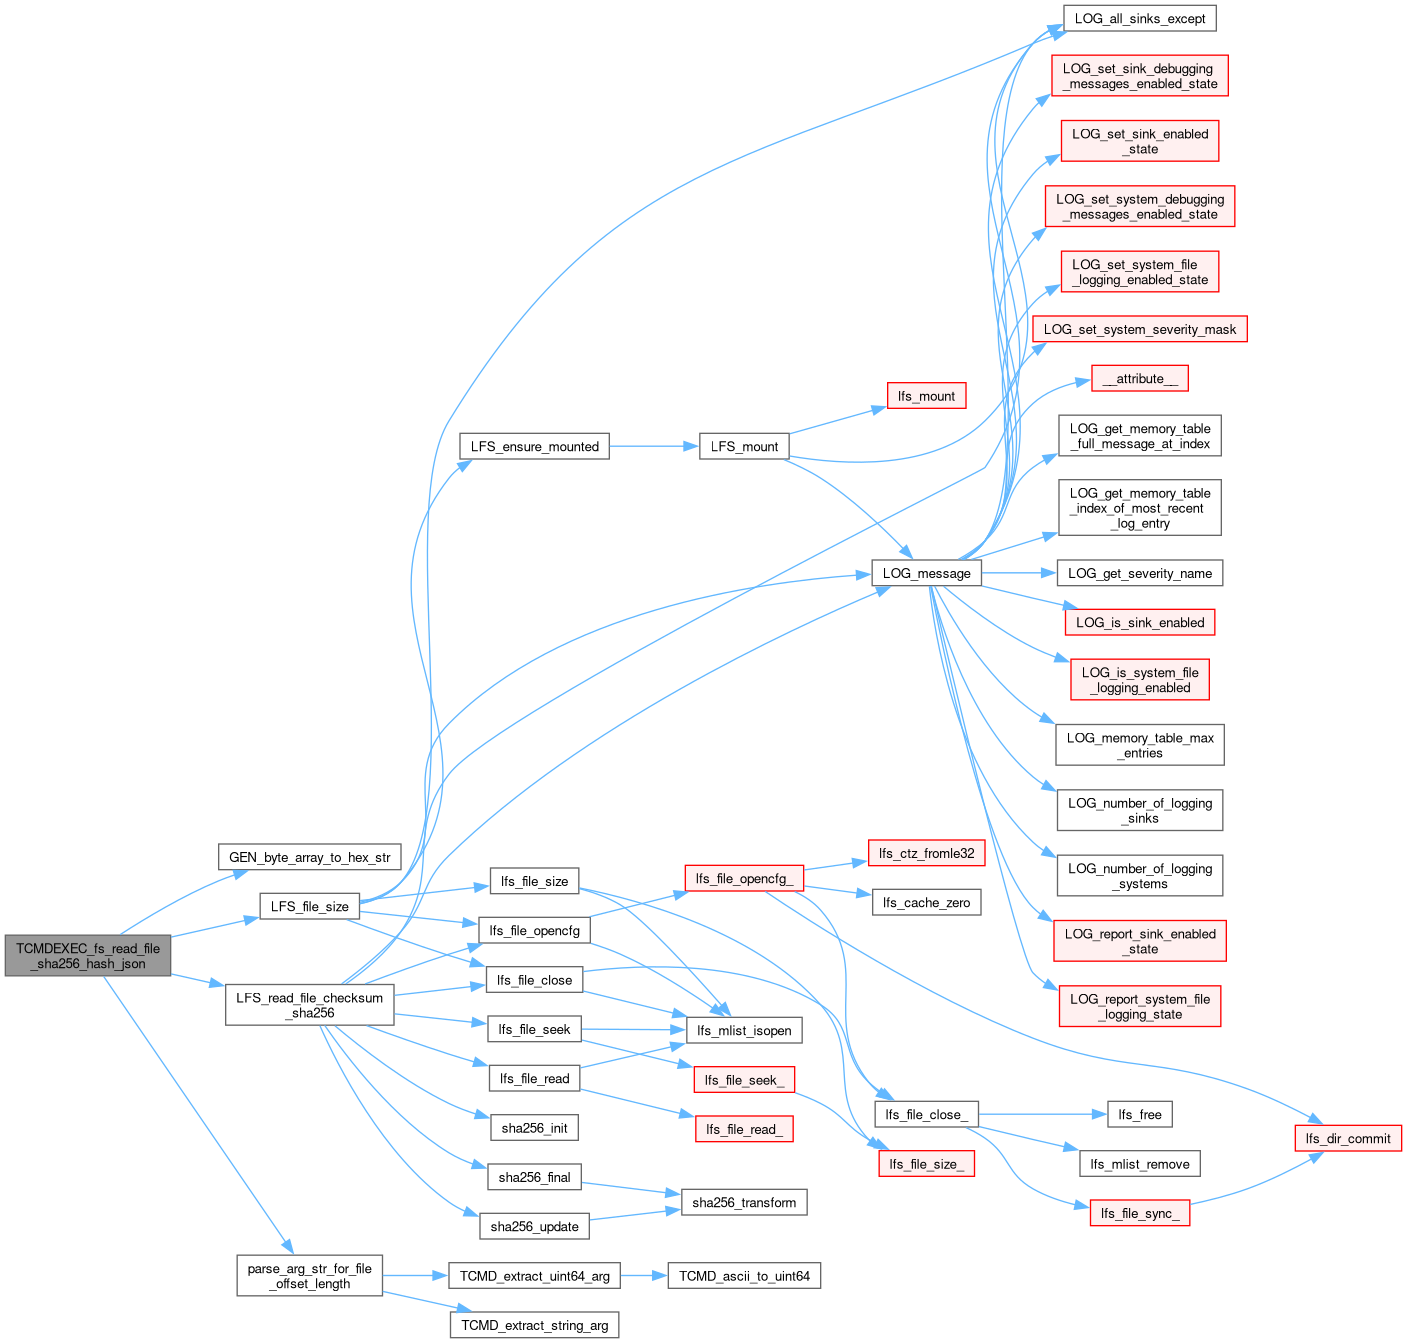 LOG_all_sinks_except
LOG_set_sink_debugging
_messages_enabled_state
LOG_set_sink_enabled
_state
LOG_set_system_debugging
_messages_enabled_state
LOG_set_system_file
_logging_enabled_state
LOG_set_system_severity_mask
__attribute__
lfs_mount
LOG_get_memory_table
_full_message_at_index
LFS_ensure_mounted
LFS_mount
LOG_get_memory_table
_index_of_most_recent
_log_entry
LOG_message
LOG_get_severity_name
LOG_is_sink_enabled
LOG_is_system_file
_logging_enabled
LOG_memory_table_max
_entries
LOG_number_of_logging
_sinks
GEN_byte_array_to_hex_str
lfs_ctz_fromle32
LOG_number_of_logging
_systems
LFS_file_size
lfs_file_size
lfs_file_opencfg_
lfs_cache_zero
TCMDEXEC_fs_read_file
_sha256_hash_json
lfs_file_opencfg
LOG_report_sink_enabled
_state
LFS_read_file_checksum
_sha256
lfs_file_close
LOG_report_system_file
_logging_state
lfs_file_seek
lfs_mlist_isopen
lfs_file_read
lfs_file_seek_
lfs_file_close_
lfs_free
sha256_init
lfs_file_read_
lfs_dir_commit
sha256_final
lfs_file_size_
lfs_mlist_remove
sha256_transform
sha256_update
lfs_file_sync_
parse_arg_str_for_file
_offset_length
TCMD_extract_uint64_arg
TCMD_ascii_to_uint64
TCMD_extract_string_arg